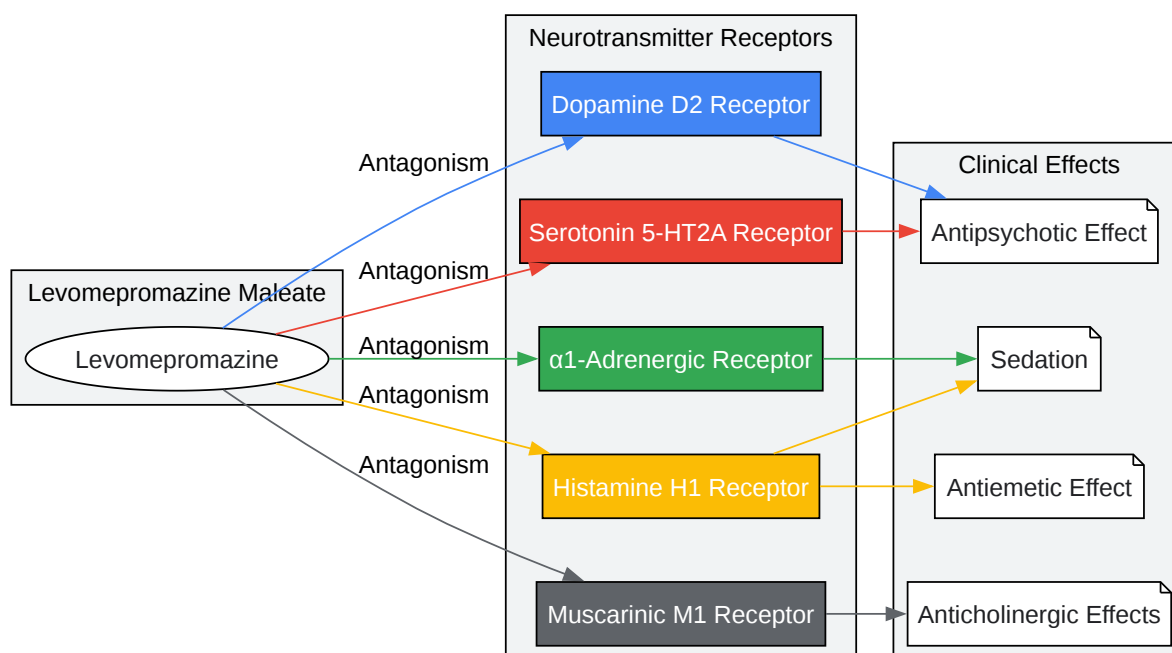 Neurotransmitter Receptors
Dopamine D2 Receptor
Antagonism
Clinical Effects
Serotonin 5-HT2A Receptor
Antipsychotic Effect
Antagonism
Levomepromazine Maleate
Antagonism
Levomepromazine
α1-Adrenergic Receptor
Sedation
Antagonism
Histamine H1 Receptor
Antiemetic Effect
Antagonism
Muscarinic M1 Receptor
Anticholinergic Effects